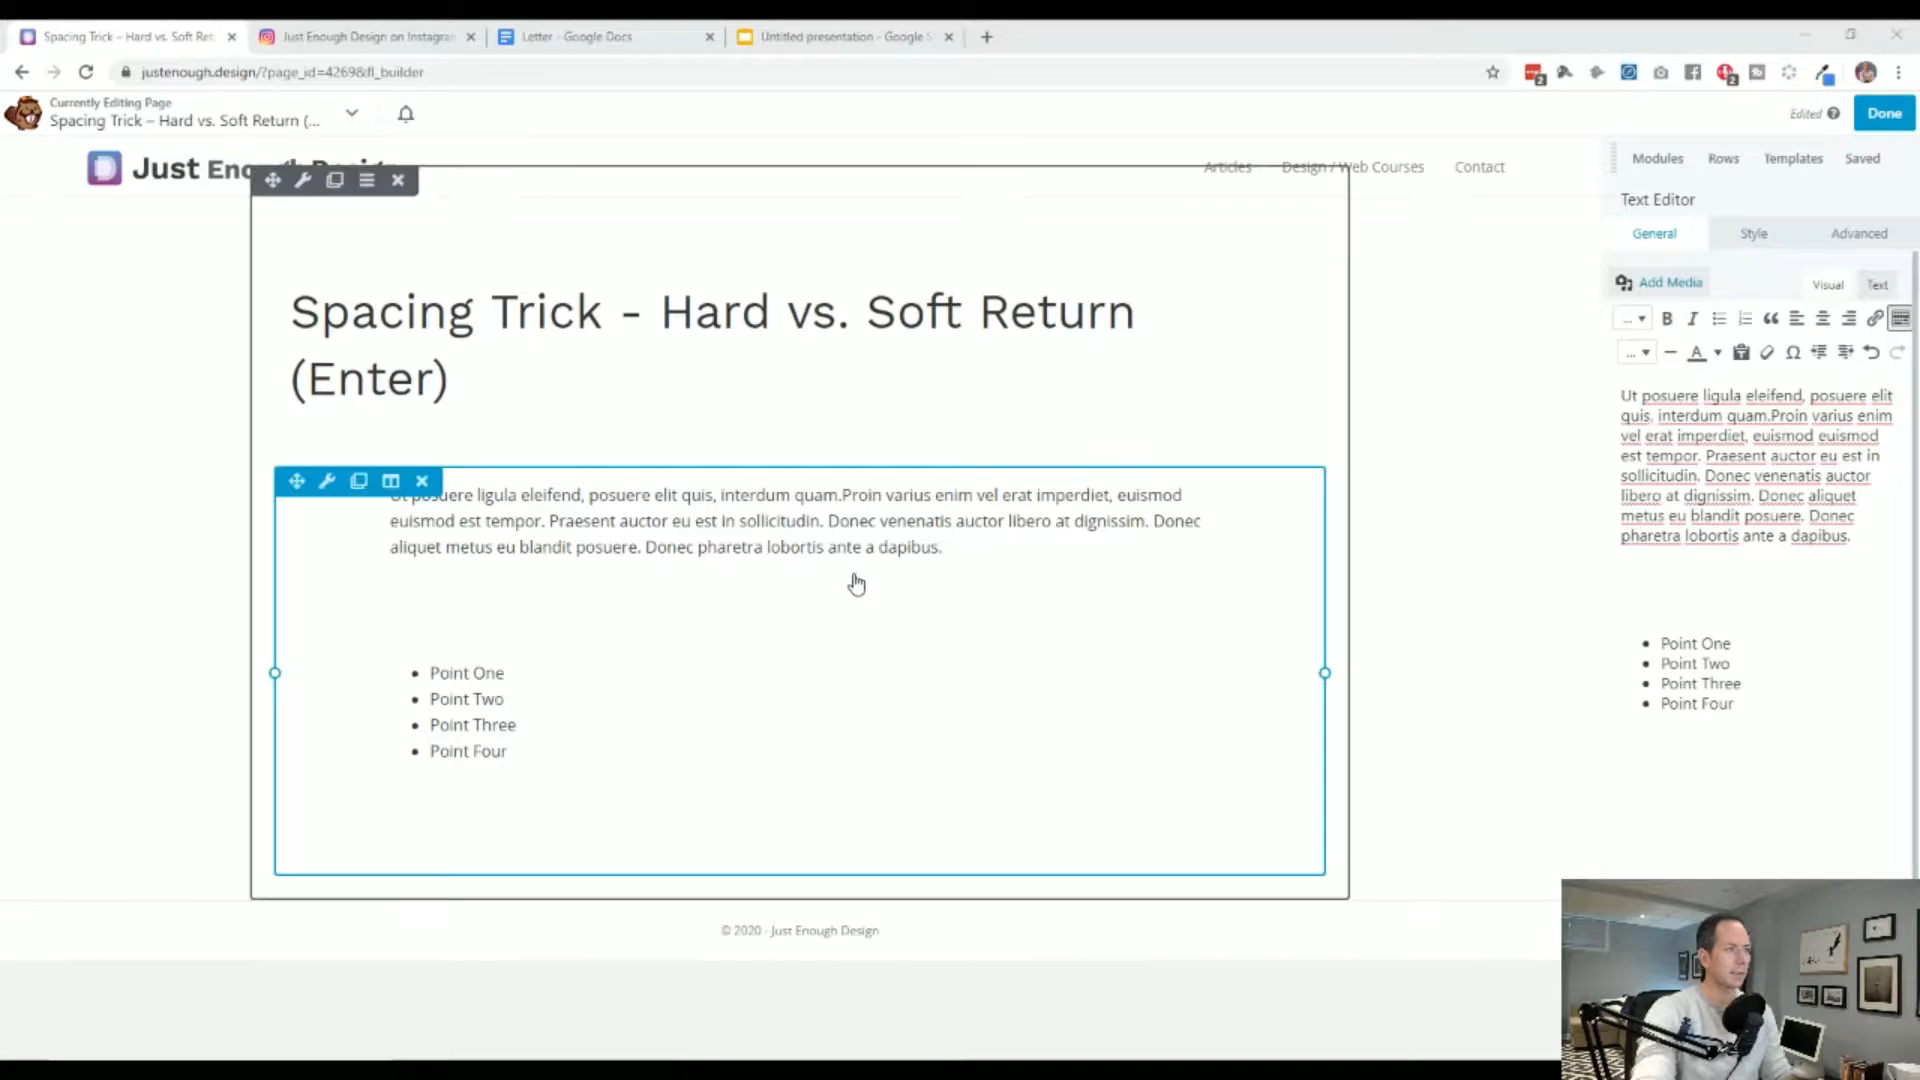 Spacing Trick – Hard vs. Soft Ret
Just Enough Design on Instagram
Letter - Google Docs
Untitled presentation - Google S
justenough.design/?page_id=4269&fl_builder
2
2
Currently Editing Page
Spacing Trick – Hard vs. Soft Return (...
Edited
Done
Just Enough Design
Articles
Design / Web Courses
Contact
Modules
Rows
Templates
Saved
Text Editor
General
Style
Advanced
Add Media
Visual
Text
Spacing Trick - Hard vs. Soft Return
(Enter)
Ut posuere ligula eleifend, posuere elit quis, interdum quam.Proin varius enim vel erat imperdiet, euismod
euismod est tempor. Praesent auctor eu est in sollicitudin. Donec venenatis auctor libero at dignissim. Donec
aliquet metus eu blandit posuere. Donec pharetra lobortis ante a dapibus.
Point One
Point Two
Point Three
Point Four
Ut posuere ligula eleifend, posuere elit
quis, interdum quam.Proin varius enim
vel erat imperdiet, euismod euismod
est tempor. Praesent auctor eu est in
sollicitudin. Donec venenatis auctor
libero at dignissim. Donec aliquet
metus eu blandit posuere. Donec
pharetra lobortis ante a dapibus.
Point One
Point Two
Point Three
Point Four
© 2020 · Just Enough Design